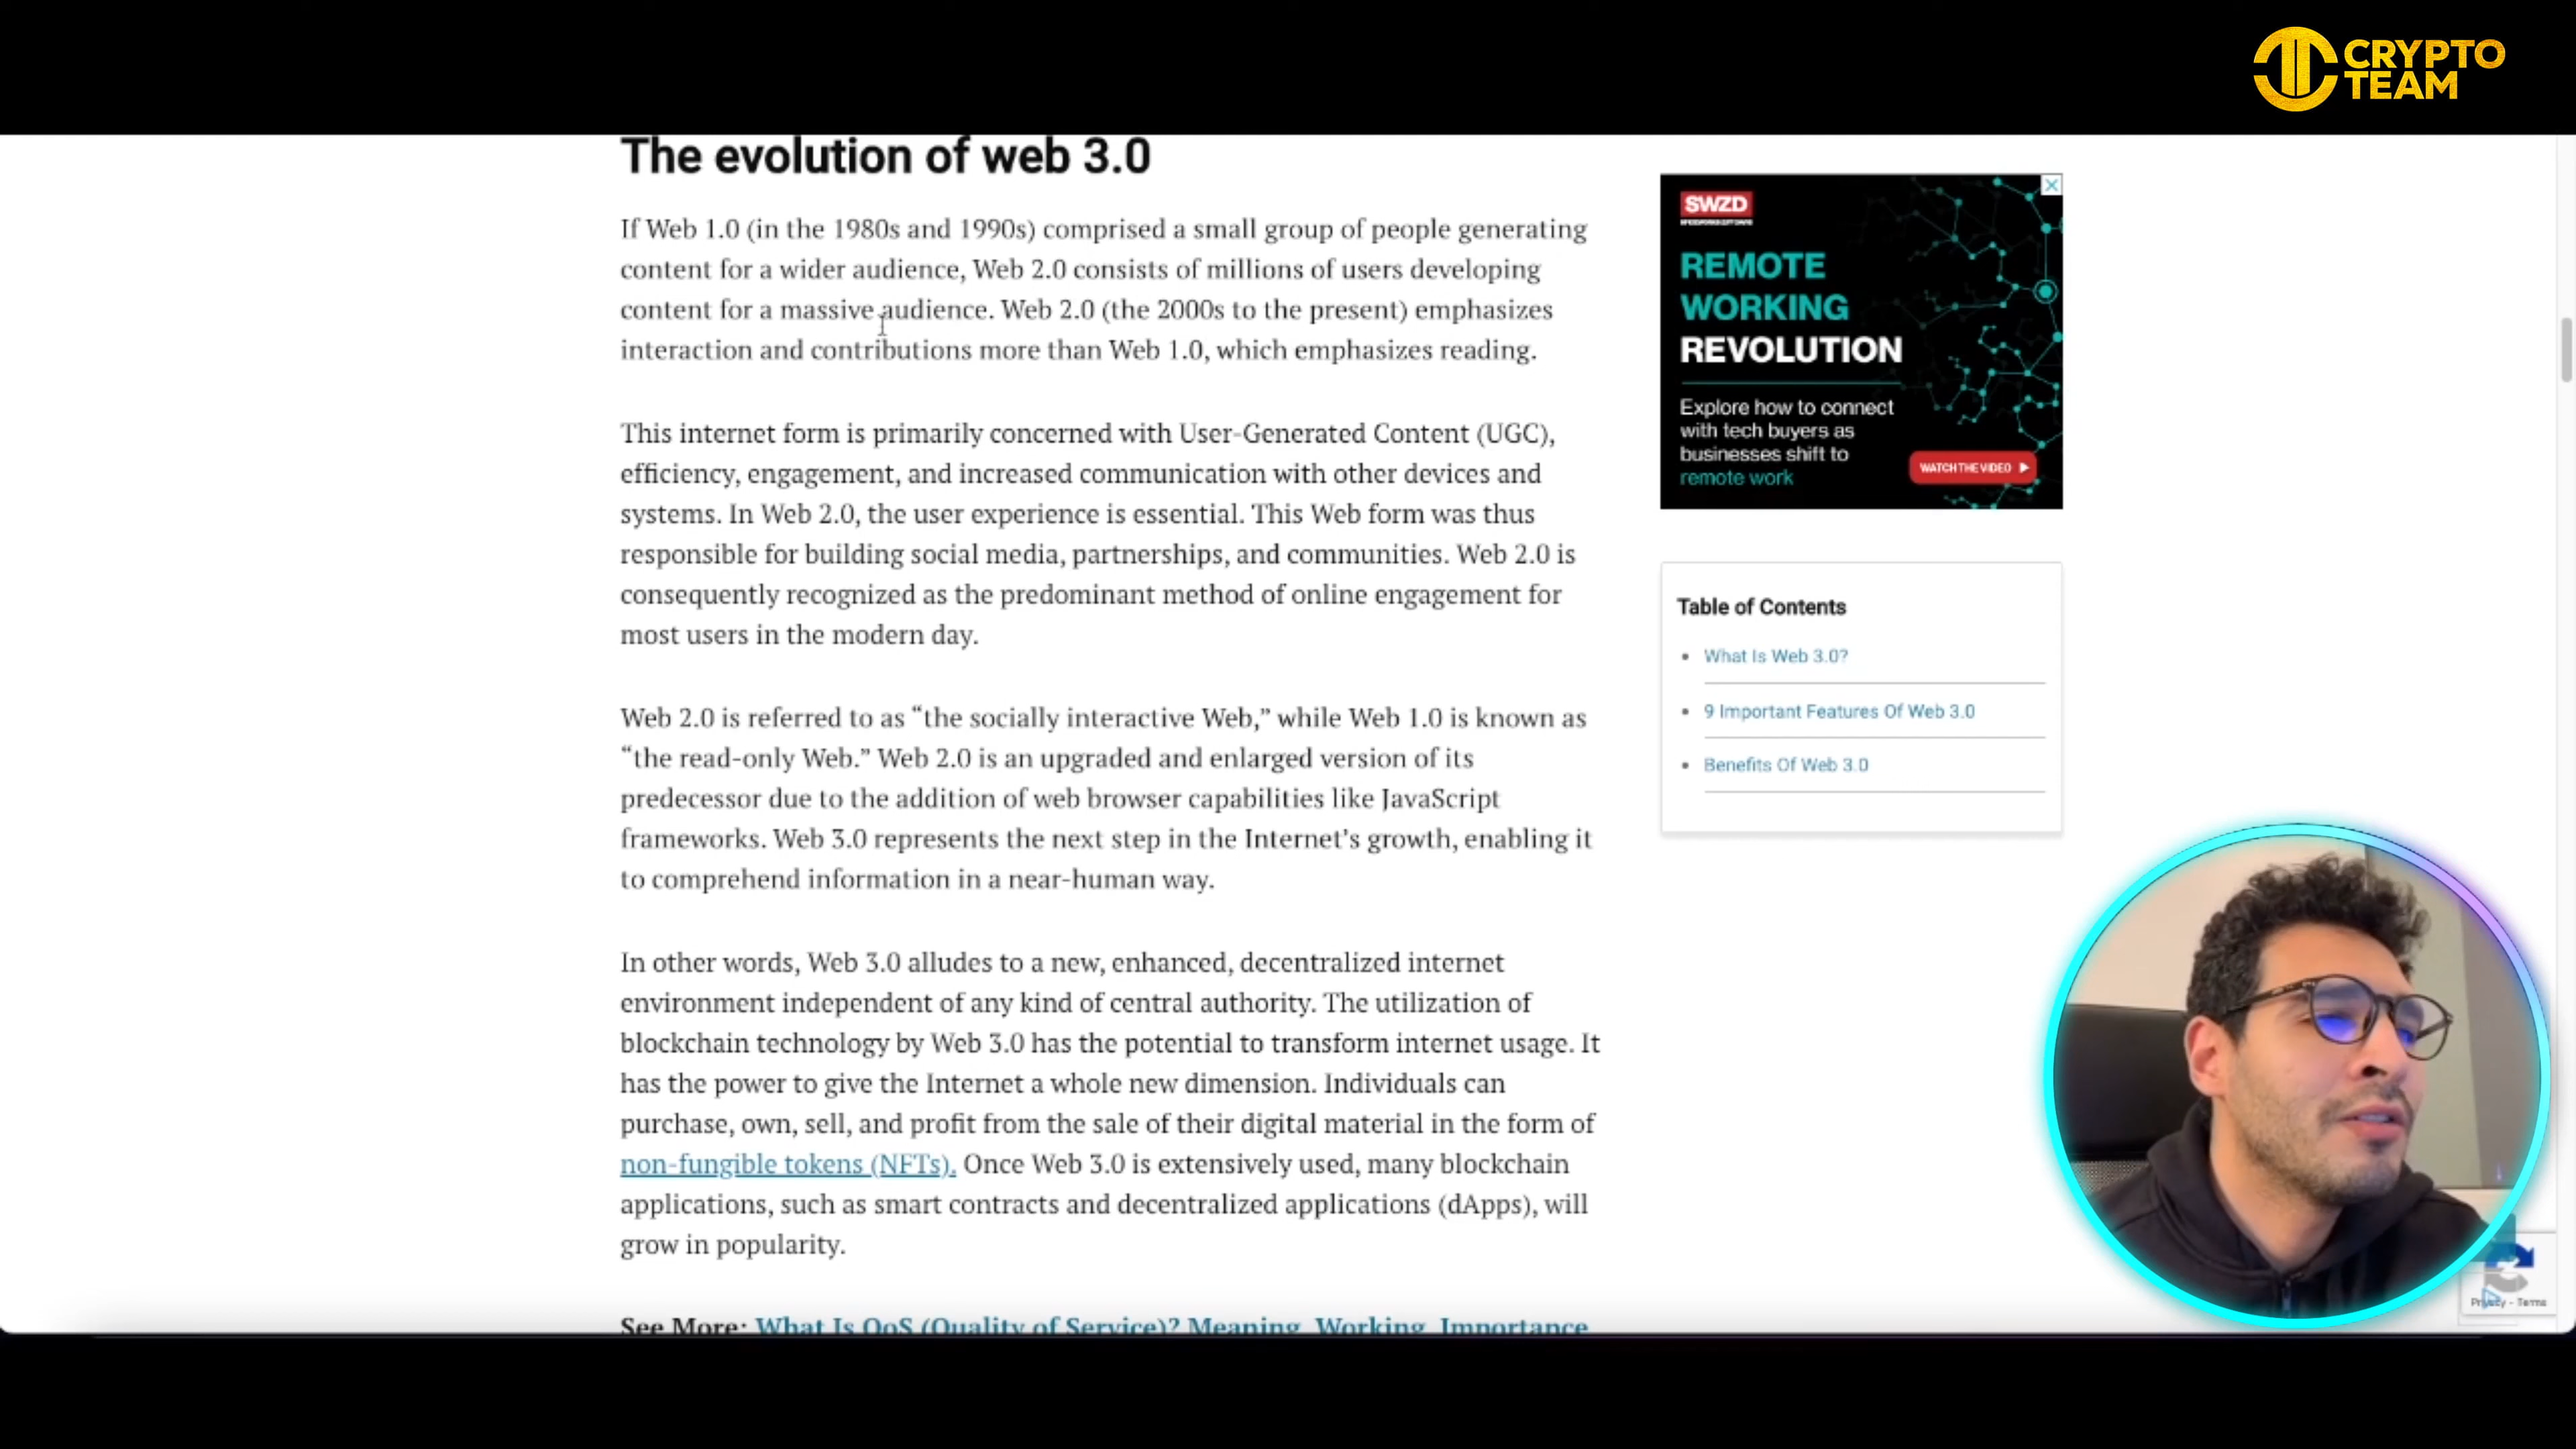 CRYPTO
TEAM
The evolution of web 3.0
If Web 1.0 (in the 1980s and 1990s) comprised a small group of people generating
content for a wider audience, Web 2.0 consists of millions of users developing
content for a massive audience. Web 2.0 (the 2000s to the present) emphasizes
interaction and contributions more than Web 1.0, which emphasizes reading.
This internet form is primarily concerned with User-Generated Content (UGC),
efficiency, engagement, and increased communication with other devices and
systems. In Web 2.0, the user experience is essential. This Web form was thus
responsible for building social media, partnerships, and communities. Web 2.0 is
consequently recognized as the predominant method of online engagement for
most users in the modern day.
Web 2.0 is referred to as “the socially interactive Web,” while Web 1.0 is known as
“the read-only Web.” Web 2.0 is an upgraded and enlarged version of its
predecessor due to the addition of web browser capabilities like JavaScript
frameworks. Web 3.0 represents the next step in the Internet’s growth, enabling it
to comprehend information in a near-human way.
In other words, Web 3.0 alludes to a new, enhanced, decentralized internet
environment independent of any kind of central authority. The utilization of
blockchain technology by Web 3.0 has the potential to transform internet usage. It
has the power to give the Internet a whole new dimension. Individuals can
purchase, own, sell, and profit from the sale of their digital material in the form of
non-fungible tokens (NFTs). Once Web 3.0 is extensively used, many blockchain
applications, such as smart contracts and decentralized applications (dApps), will
grow in popularity.
See More: What Is QoS (Quality of Service)? Meaning, Working, Importance
SWZD
REMOTE
WORKING
REVOLUTION
Explore how to connect
with tech buyers as
businesses shift to
remote work
WATCH THE VIDEO
Table of Contents
What Is Web 3.0?
9 Important Features Of Web 3.0
Benefits Of Web 3.0
Privacy - Terms